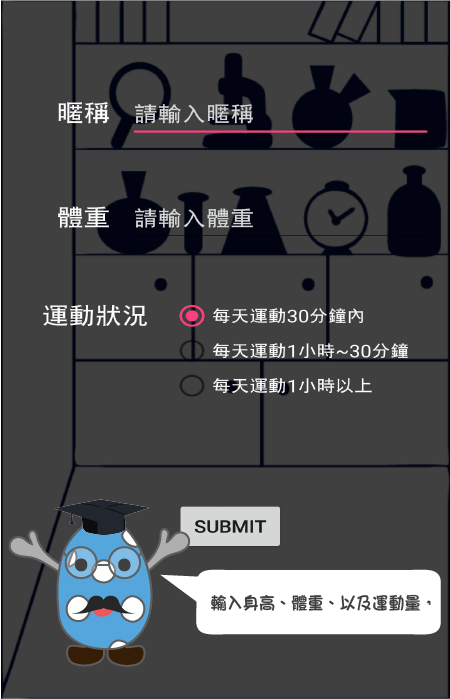 暱稱 請輸入暱稱
體重 請輸入體重
運動狀況 每天運動30分鐘內
每天運動1小時~30分鐘
每天運動1小時以上
SUBMIT
輸入身高、體重、以及運動量，